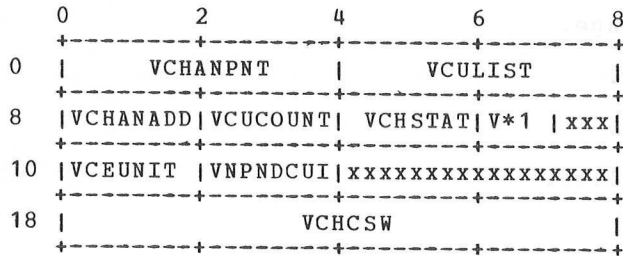 0 2 4 6 8
+-------+-------+-------+-------+
0 | VCHANPNT | VCULIST |
+-------+-------+-------+-------+
8 |VCHANADD|VCUCOUNT| VCHSTAT|V*1 |xxx|
+-------+-------+-------+-------+
10 |VCEUNIT |VNPNDCUI|xxxxxxxxxxxxxxxxx|
+-------+-------+-------+-------+
18 | VCHCSW |
+-------+-------+-------+-------+